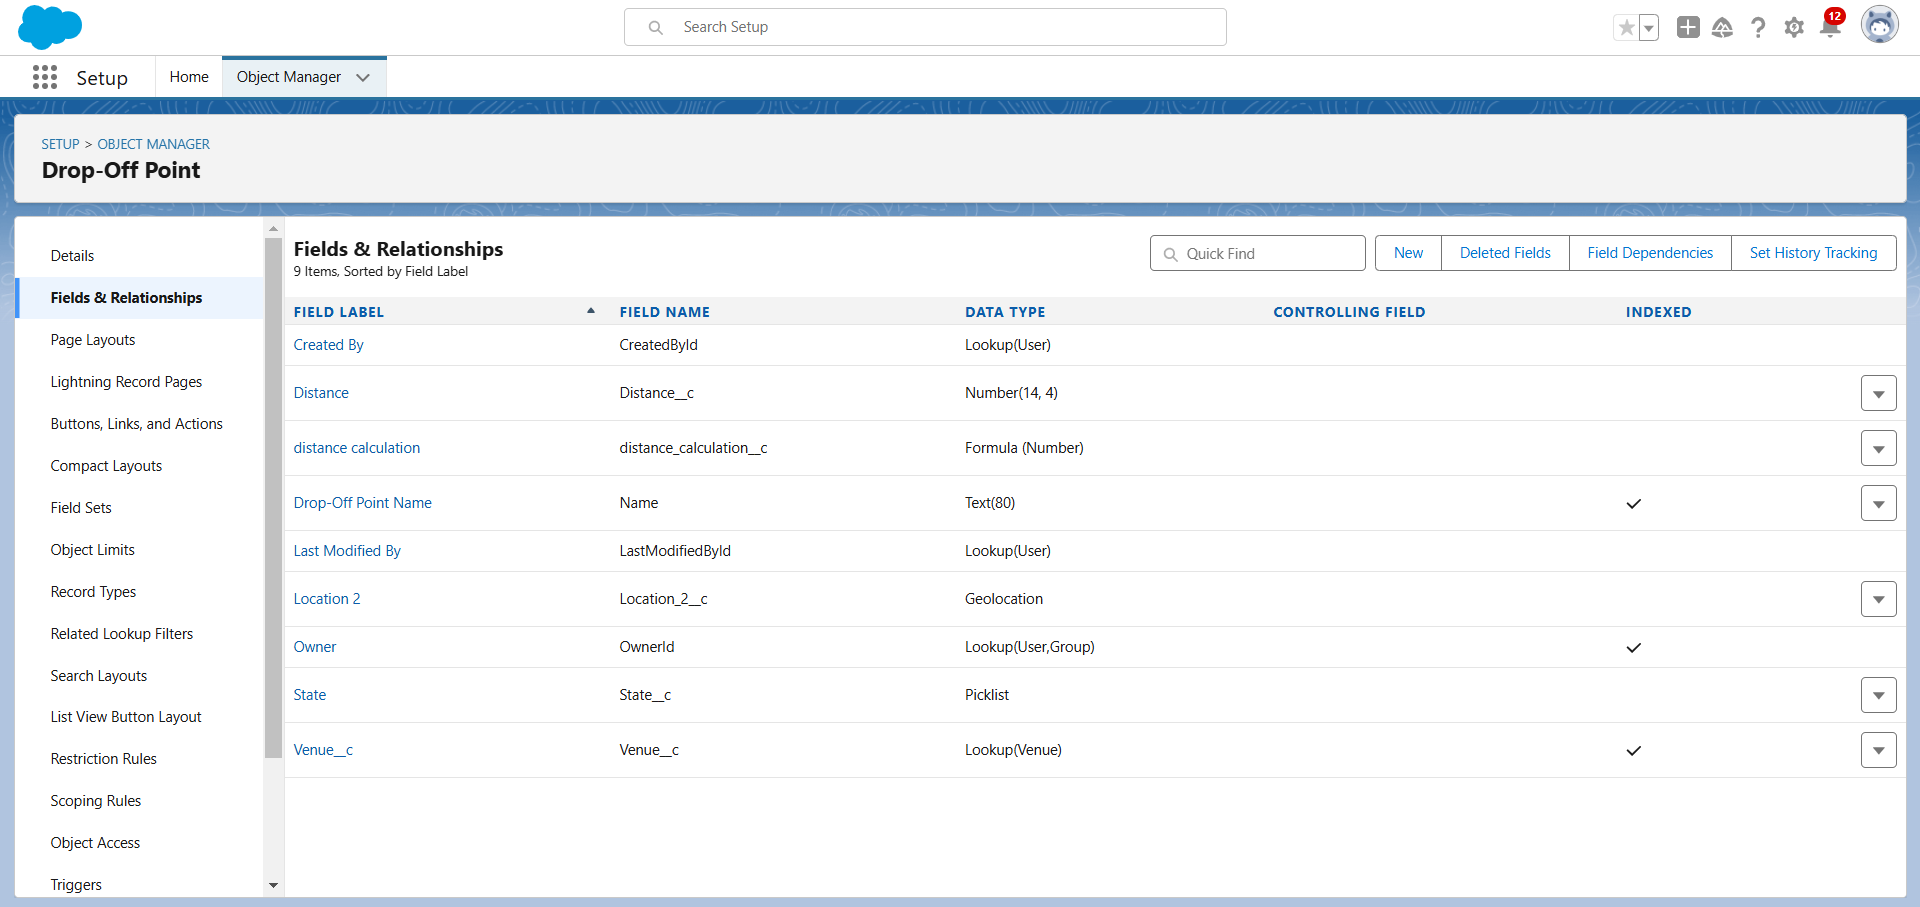 Search Setup
12
Setup
Home
Object Manager
SETUP > OBJECT MANAGER
Drop-Off Point
Details
Fields & Relationships
Page Layouts
Lightning Record Pages
Buttons, Links, and Actions
Compact Layouts
Field Sets
Object Limits
Record Types
Related Lookup Filters
Search Layouts
List View Button Layout
Restriction Rules
Scoping Rules
Object Access
Triggers
Fields & Relationships
9 Items, Sorted by Field Label
Quick Find
New
Deleted Fields
Field Dependencies
Set History Tracking
FIELD LABEL FIELD NAME DATA TYPE CONTROLLING FIELD INDEXED
Created By CreatedById Lookup(User)
Distance Distance__c Number(14, 4)
distance calculation distance_calculation__c Formula (Number)
Drop-Off Point Name Name Text(80)
Last Modified By LastModifiedById Lookup(User)
Location 2 Location_2__c Geolocation
Owner OwnerId Lookup(User,Group)
State State__c Picklist
Venue__c Venue__c Lookup(Venue)